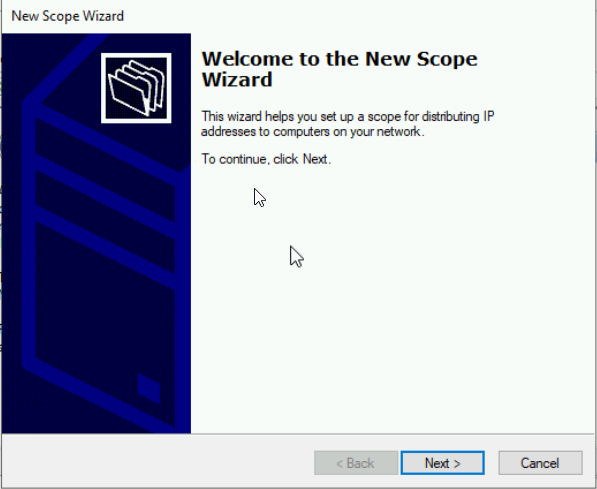 New Scope Wizard
Welcome to the New Scope
Wizard
This wizard helps you set up a scope for distributing IP
addresses to computers on your network.
To continue, click Next.
< Back
Next >
Cancel